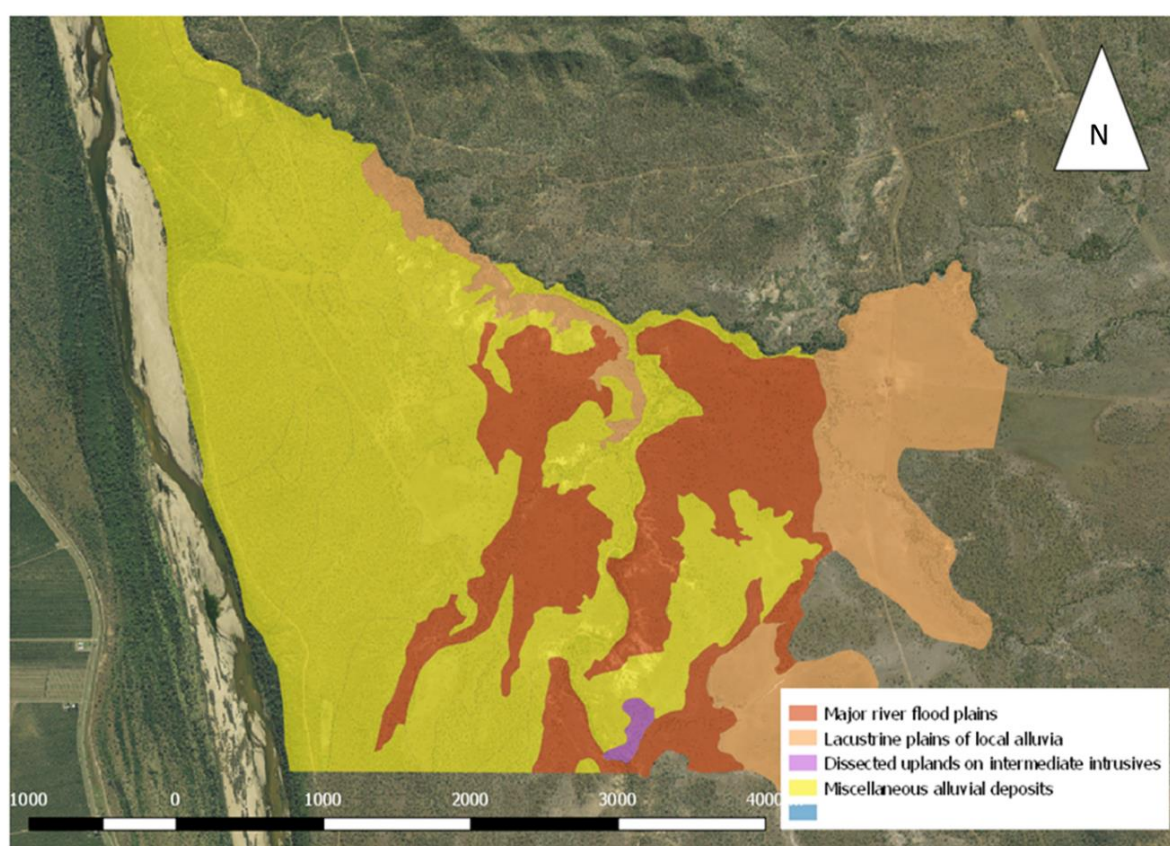 N
Major river flood plains
Lacustrine plains of local alluvia
Dissected uplands on intermediate intrusives
Miscellaneous alluvial deposits
1000 0 1000 2000 3000 4000